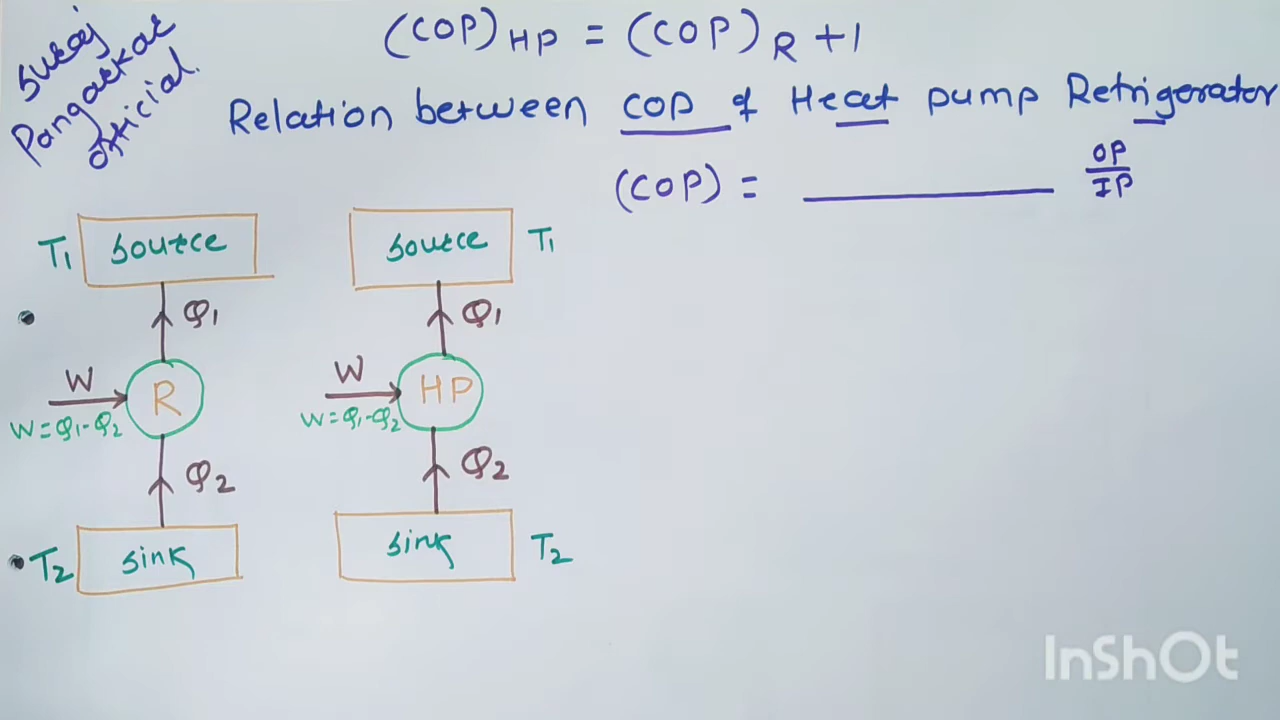 Suraj
Pangarkar
official.
(COP)HP = (COP)R +1
Relation between COP of Heat pump Refrigerator
(COP) = ________ OP/IP
T1 source
source T1
Q1
Q1
W
R
W = Q1-Q2
W
HP
W = Q1-Q2
Q2
Q2
T2 sink
sink T2
InShOt